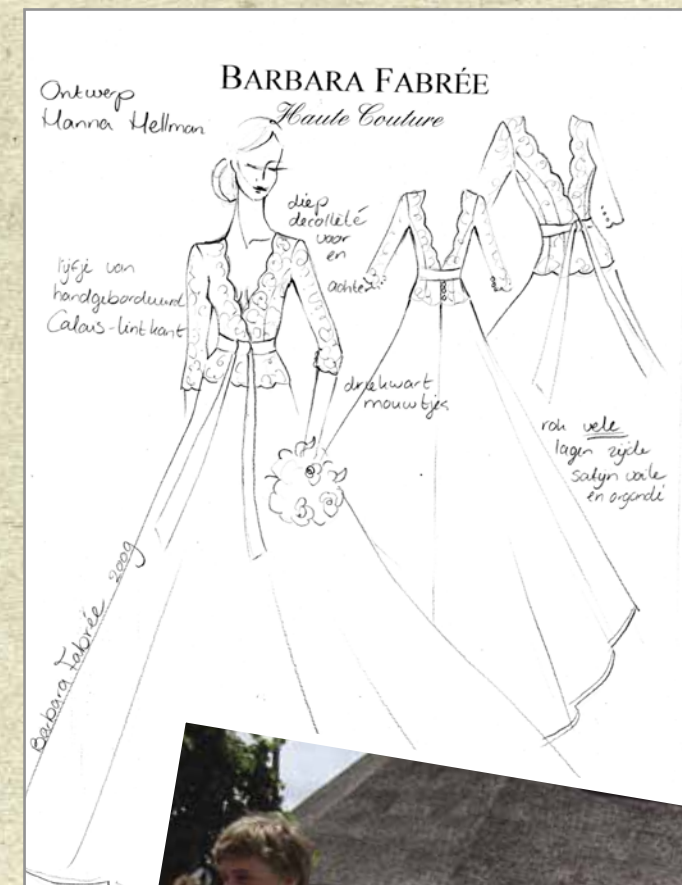 BARBARA FABRÉE
Haute Couture
Ontwerp
Hanna Hellman
diep
decolleté
voor
en
achter
lijfje van
handgeborduurd
Calais-lint kant
driekwart
mouwtjes
rok vele
lagen zijde
satijn voile
en organdi
Barbara Fabrée 2009